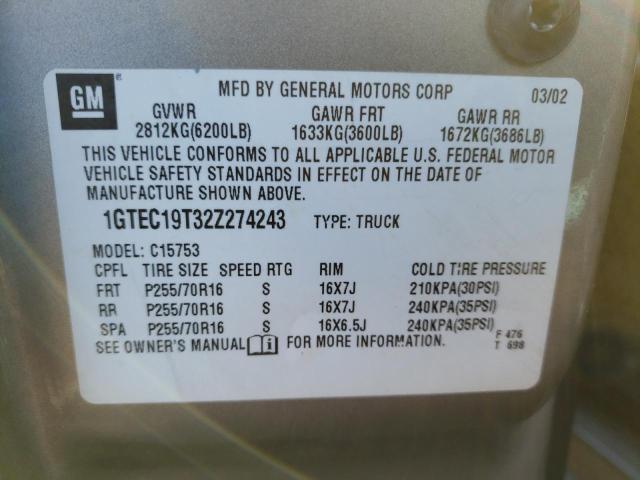 GM
MFD BY GENERAL MOTORS CORP 03/02
GVWR GAWR FRT GAWR RR
2812KG(6200LB) 1633KG(3600LB) 1672KG(3686LB)
THIS VEHICLE CONFORMS TO ALL APPLICABLE U.S. FEDERAL MOTOR
VEHICLE SAFETY STANDARDS IN EFFECT ON THE DATE OF
MANUFACTURE SHOWN ABOVE.
1GTEC19T32Z274243 TYPE: TRUCK
MODEL: C15753
CPFL TIRE SIZE SPEED RTG RIM COLD TIRE PRESSURE
FRT P255/70R16 S 16X7J 210KPA(30PSI)
RR P255/70R16 S 16X7J 240KPA(35PSI)
SPA P255/70R16 S 16X6.5J 240KPA(35PSI)
SEE OWNER'S MANUAL FOR MORE INFORMATION.
F 476
T 698